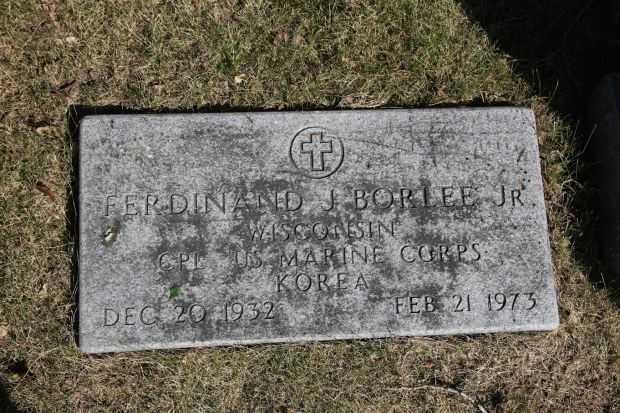 FERDINAND J BORLEE JR
WISCONSIN
CPL US MARINE CORPS
KOREA
DEC 20 1932 FEB 21 1973